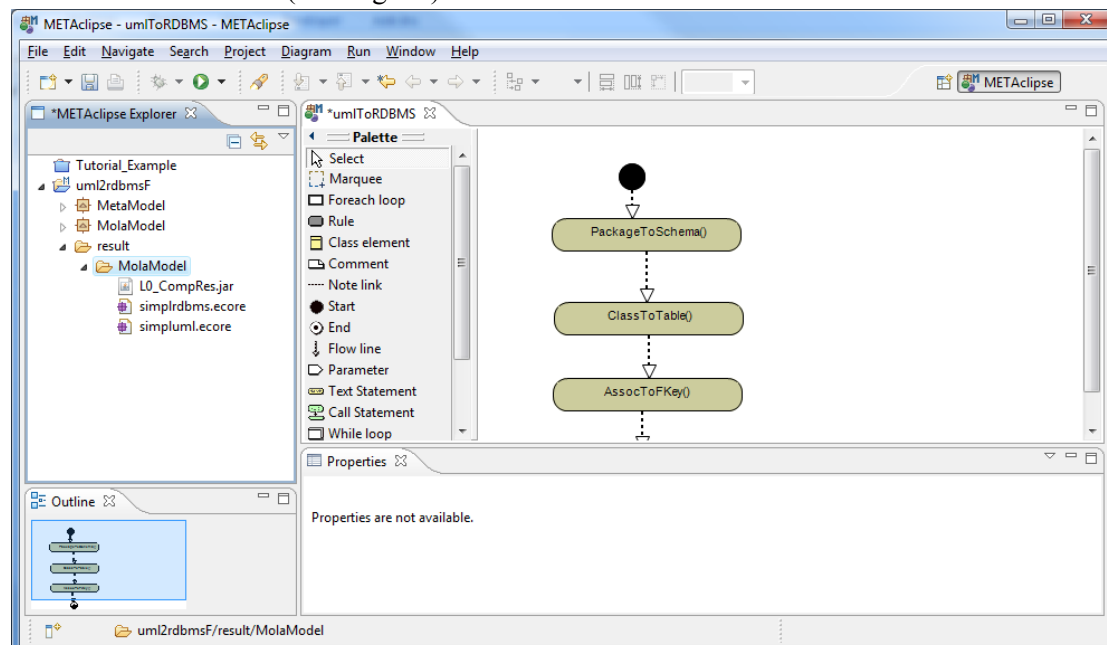 METAclipse - umlToRDBMS - METAclipse
File Edit Navigate Search Project Diagram Run Window Help
METAclipse
*METAclipse Explorer
Tutorial_Example
uml2rdbmsF
MetaModel
MolaModel
result
MolaModel
L0_CompRes.jar
simplrdbms.ecore
simpluml.ecore
*umlToRDBMS
Palette
Select
Marquee
Foreach loop
Rule
Class element
Comment
Note link
Start
End
Flow line
Parameter
Text Statement
Call Statement
While loop
PackageToSchema()
ClassToTable()
AssocToFKey()
Properties
Properties are not available.
Outline
uml2rdbmsF/result/MolaModel